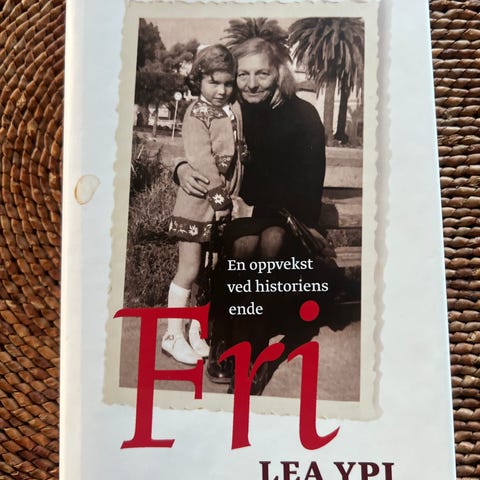 En oppvekst
ved historiens
ende
Fri
LEA YPI